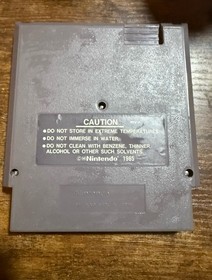 CAUTION
●DO NOT STORE IN EXTREME TEMPERATURES.
●DO NOT IMMERSE IN WATER.
●DO NOT CLEAN WITH BENZENE, THINNER,
ALCOHOL OR OTHER SUCH SOLVENTS.
©Nintendo 1985